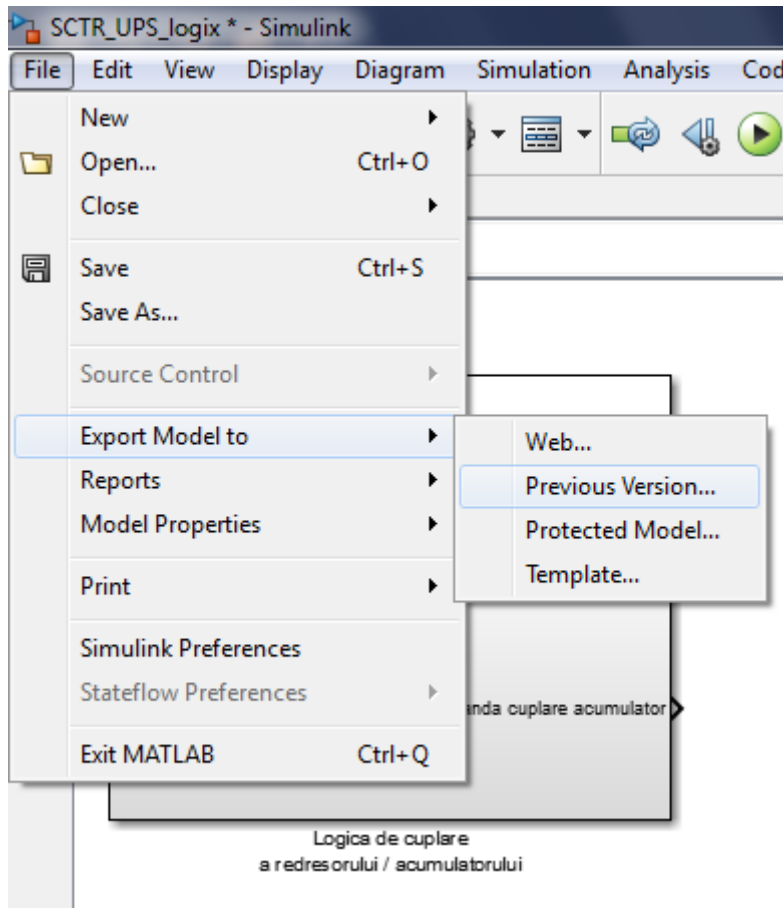 SCTR_UPS_logix * - Simulink
File Edit View Display Diagram Simulation Analysis Cod
New
Open... Ctrl+O
Close
Save Ctrl+S
Save As...
Source Control
Export Model to
Web...
Reports
Previous Version...
Model Properties
Protected Model...
Template...
Print
Simulink Preferences
Stateflow Preferences
anda cuplare acumulator
Exit MATLAB Ctrl+Q
Logica de cuplare
a redresorului / acumulatorului